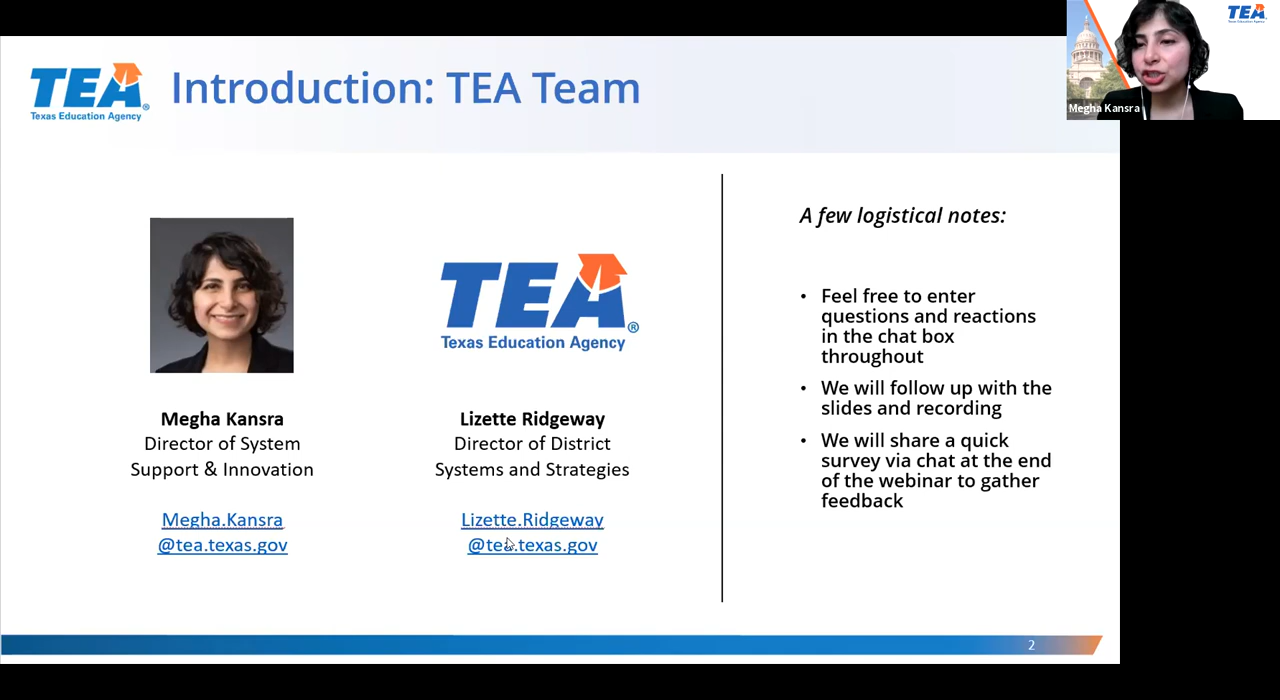 TEA
Texas Education Agency
Introduction: TEA Team
TEA
Megha Kansra
A few logistical notes:
TEA
Texas Education Agency
• Feel free to enter
questions and reactions
in the chat box
throughout
• We will follow up with the
slides and recording
• We will share a quick
survey via chat at the end
of the webinar to gather
feedback
Megha Kansra
Director of System
Support & Innovation
Megha.Kansra
@tea.texas.gov
Lizette Ridgeway
Director of District
Systems and Strategies
Lizette.Ridgeway
@tea.texas.gov
2